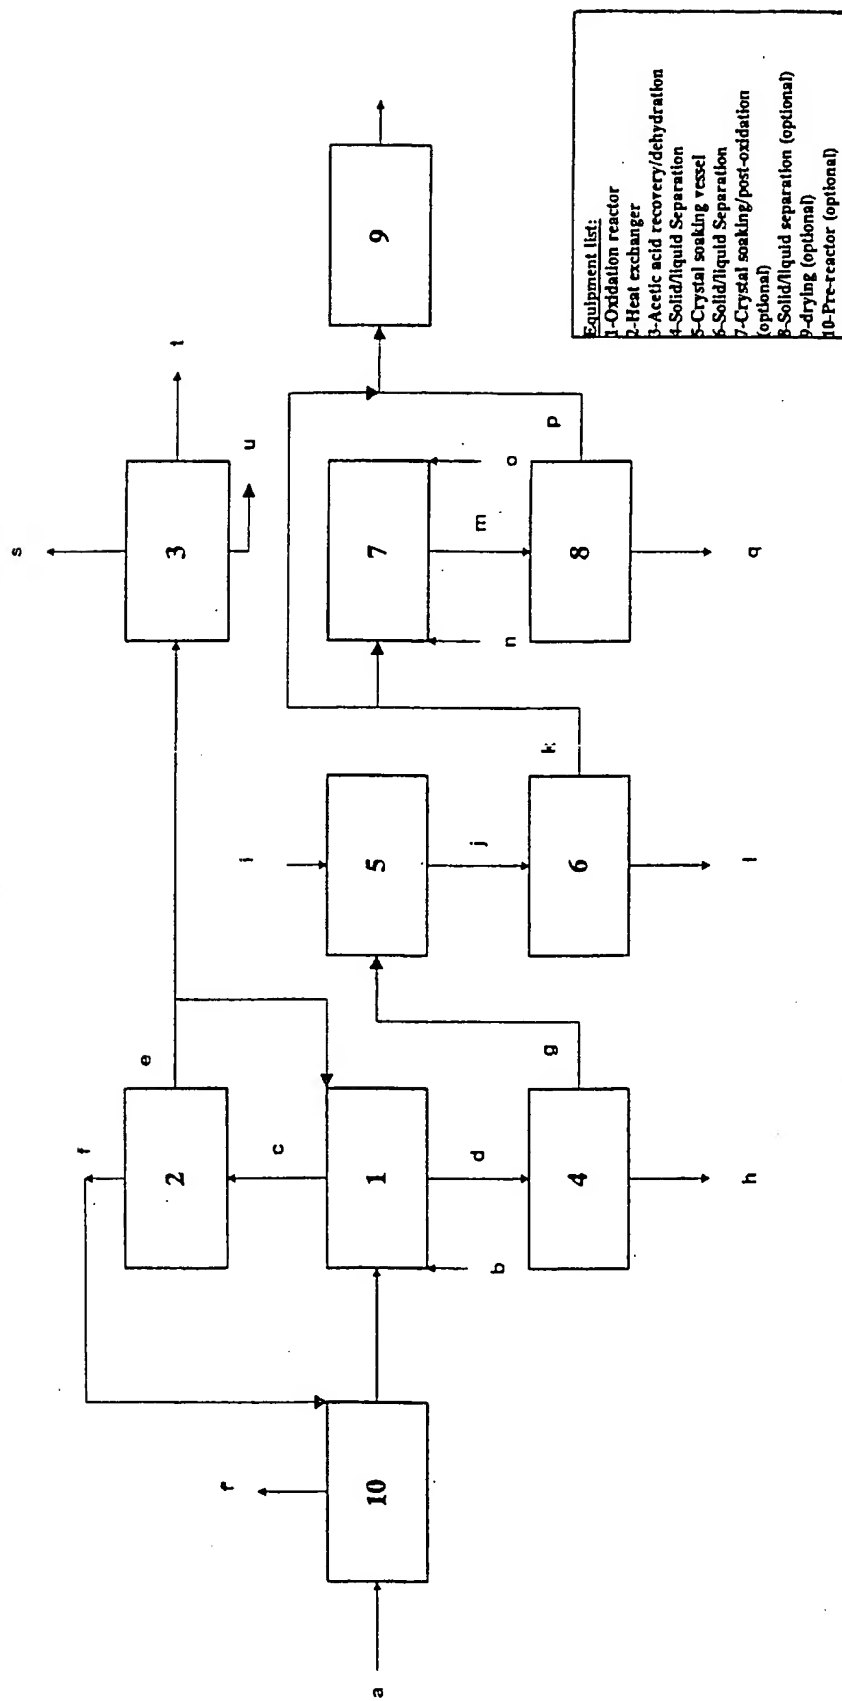 s
t
3
u
e
f
2
c
r
10
a
1
b
d
4
g
h
i
5
j
6
k
l
7
n
o
m
8
p
q
9
Equipment list:
1-Oxidation reactor
2-Heat exchanger
3-Acetic acid recovery/dehydration
4-Solid/liquid Separation
5-Crystal soaking vessel
6-Solid/liquid Separation
7-Crystal soaking/post-oxidation
(optional)
8-Solid/liquid separation (optional)
9-drying (optional)
10-Pre-reactor (optional)